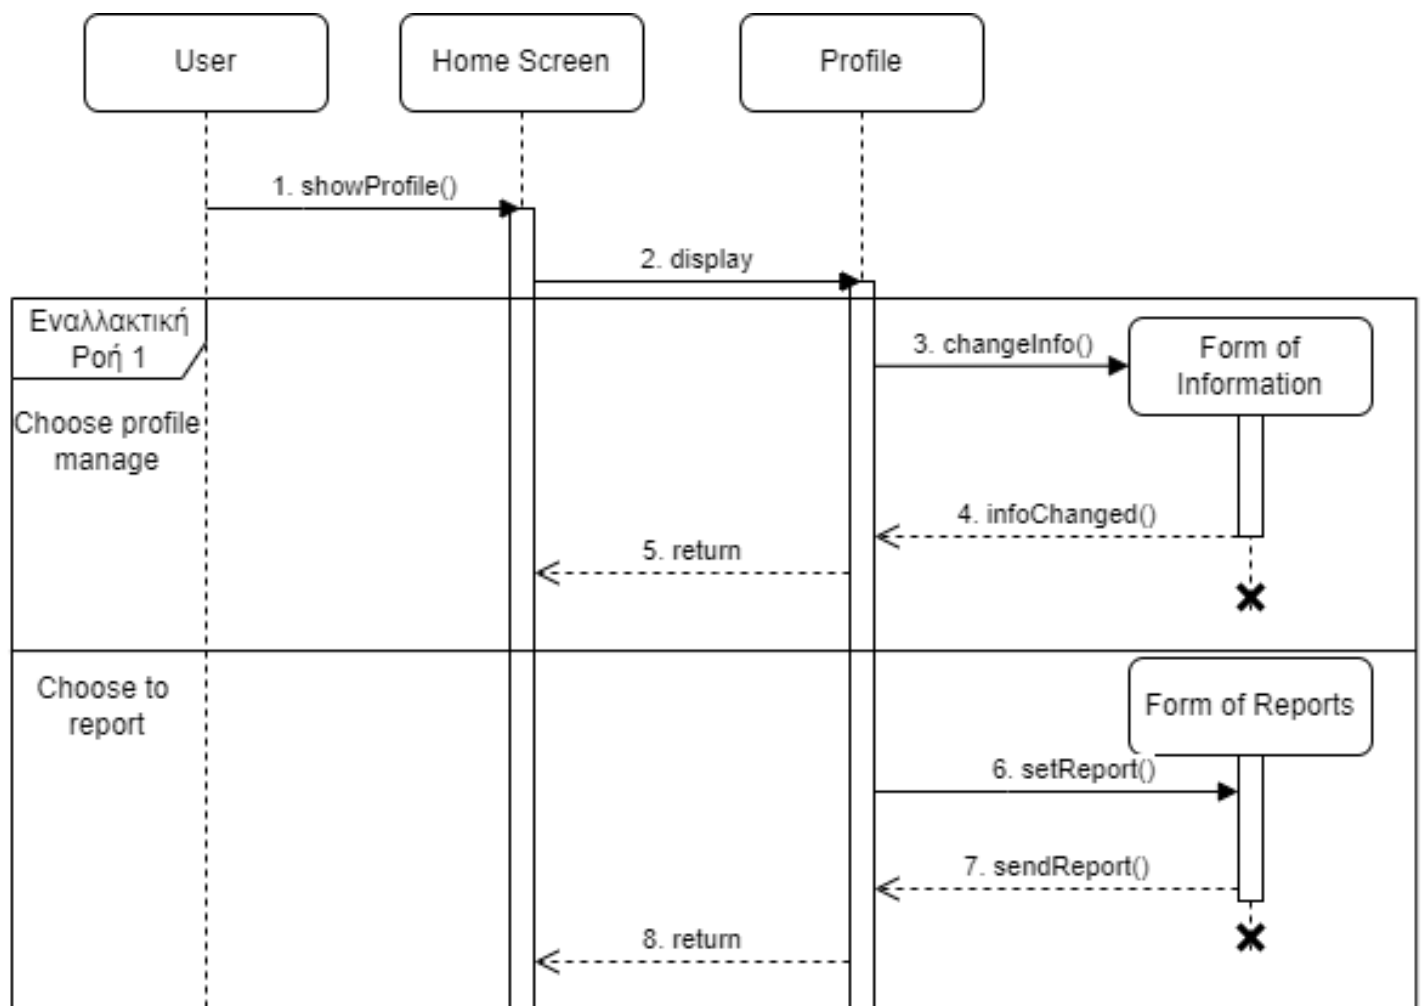 User
Home Screen
Profile
1. showProfile()
2. display
Εναλλακτική
Ροή 1
3. changeInfo()
Form of
Information
Choose profile
manage
4. infoChanged()
5. return
Choose to
report
Form of Reports
6. setReport()
7. sendReport()
8. return